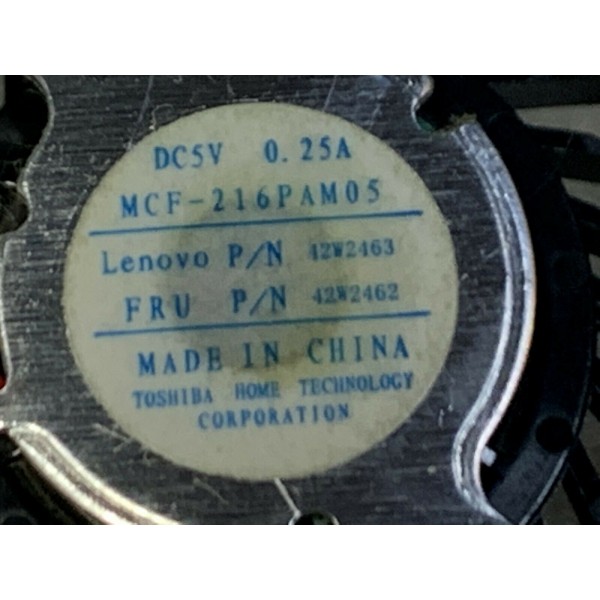 DC5V 0.25A
MCF-216PAM05
Lenovo P/N 42W2463
FRU P/N 42W2462
MADE IN CHINA
TOSHIBA HOME TECHNOLOGY
CORPORATION